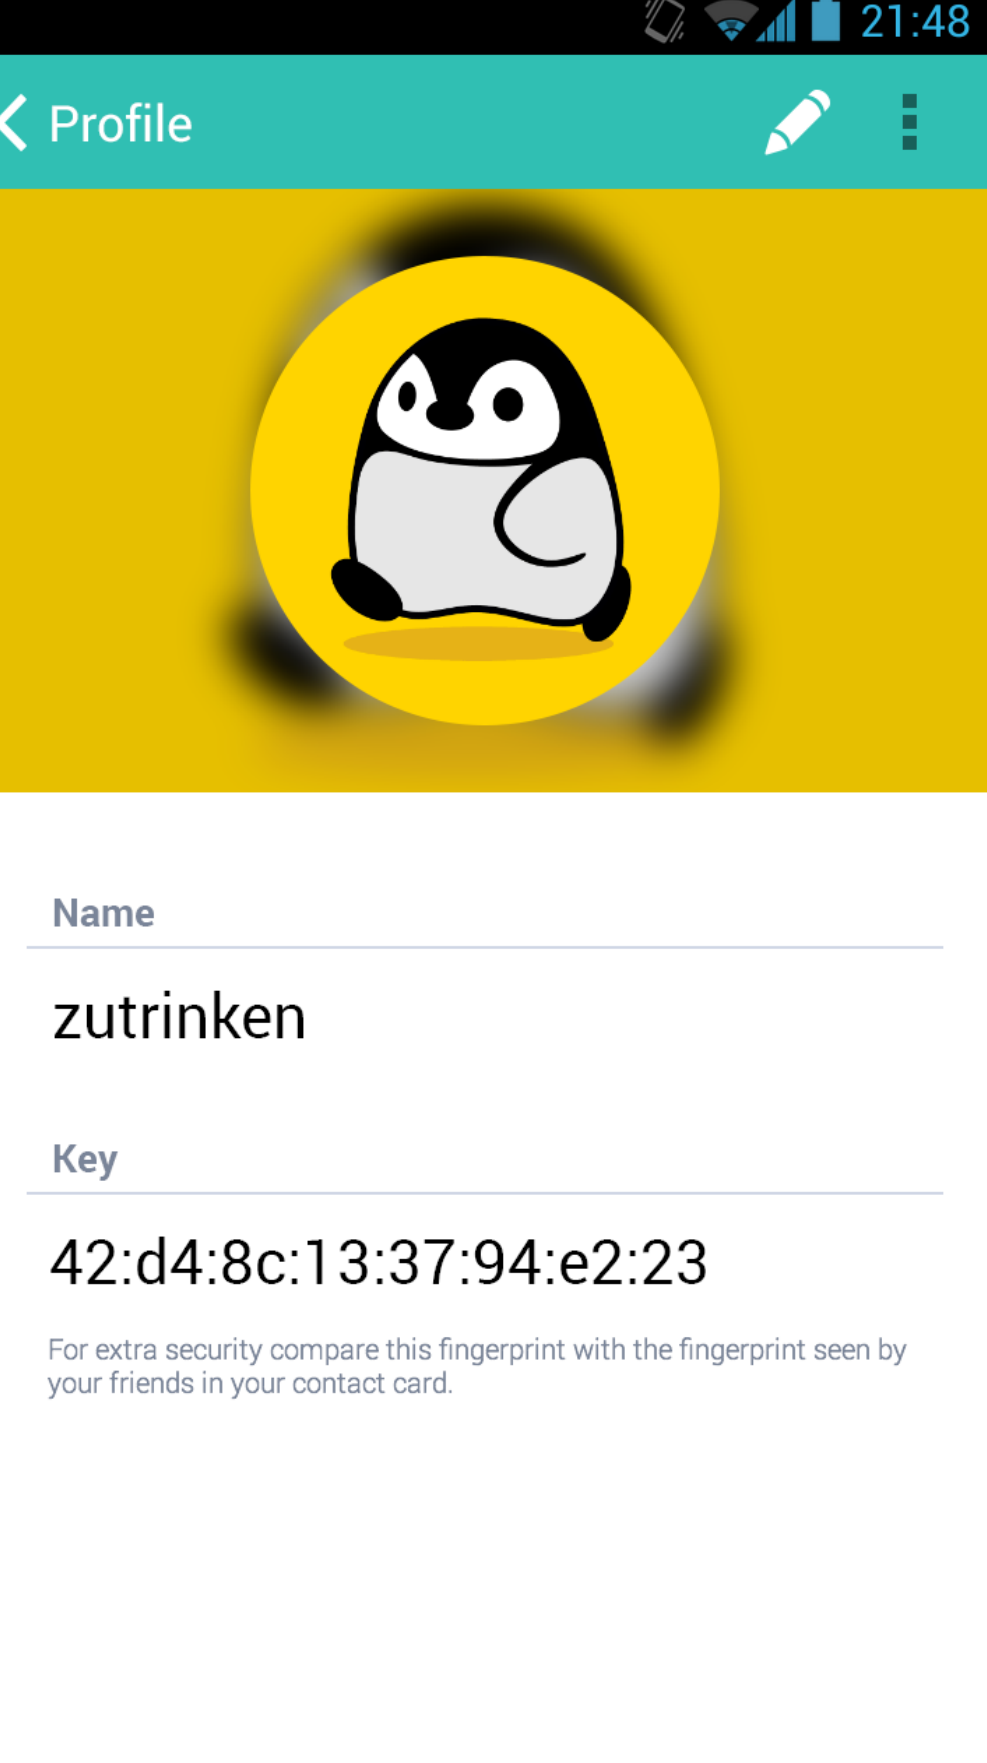 21:48
Profile
Name
zutrinken
Key
42:d4:8c:13:37:94:e2:23
For extra security compare this fingerprint with the fingerprint seen by
your friends in your contact card.